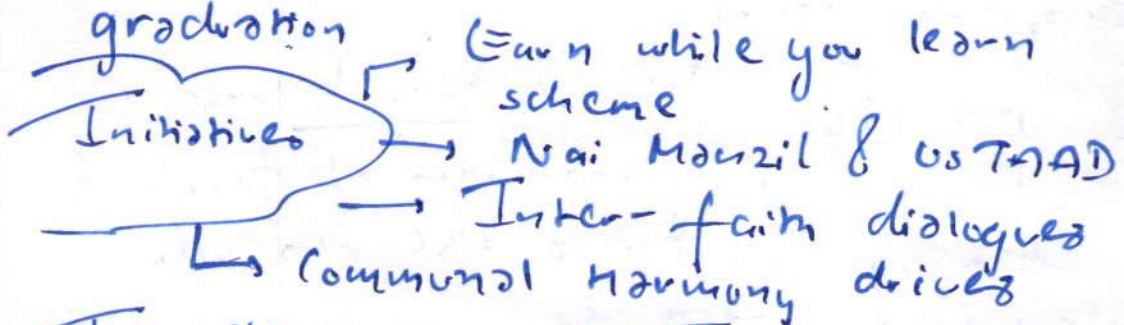 graduation
Earn while you learn
scheme
Initiatives
Nai Manzil & USTAAD
Inter-faith dialogues
Communal Harmony drives